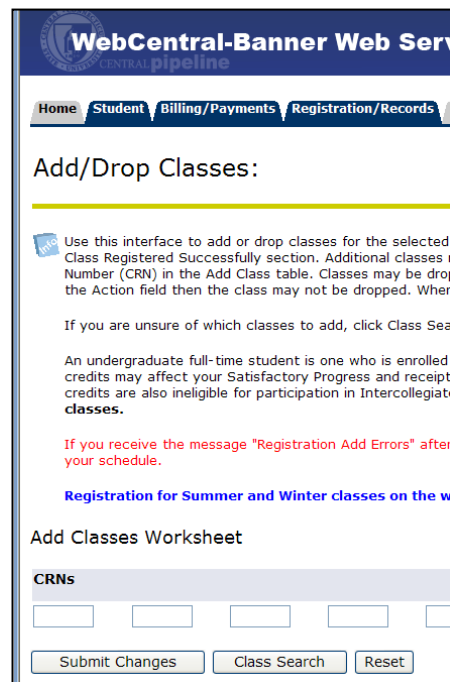 WebCentral-Banner Web Serv
CENTRAL pipeline
Home Student Billing/Payments Registration/Records
Add/Drop Classes:
Info
Use this interface to add or drop classes for the selected
Class Registered Successfully section. Additional classes
Number (CRN) in the Add Class table. Classes may be
the Action field then the class may not be dropped.
If you are unsure of which classes to add, click Class
An undergraduate full-time student is one who is enrolled
credits may affect your Satisfactory Progress and receipt
credits are also ineligible for participation in Intercollegiat
classes.
If you receive the message "Registration Add Errors" after
your schedule.
Registration for Summer and Winter classes on the w
Add Classes Worksheet
CRNs
Submit Changes Class Search Reset